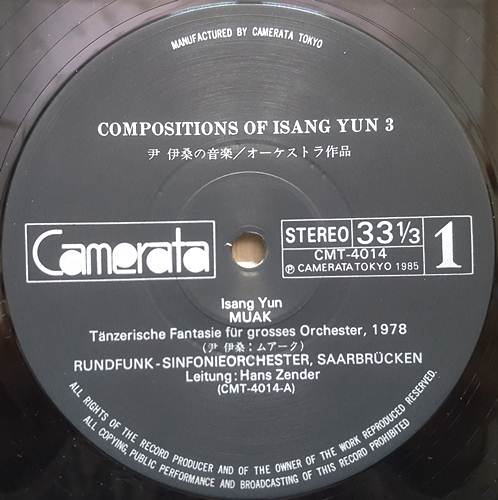 MANUFACTURED BY CAMERATA TOKYO
COMPOSITIONS OF ISANG YUN 3
尹 伊桑の音楽／オーケストラ作品
Camerata
STEREO 33 1/3
CMT-4014
Ⓟ CAMERATA TOKYO 1985
1
Isang Yun
MUAK
Tänzerische Fantasie für grosses Orchester, 1978
(尹 伊桑：ムアーク)
RUNDFUNK-SINFONIEORCHESTER, SAARBRÜCKEN
Leitung: Hans Zender
(CMT-4014-A)
ALL RIGHTS OF THE RECORD PRODUCER AND OF THE OWNER OF THE WORK REPRODUCED RESERVED.
ALL COPYING, PUBLIC PERFORMANCE AND BROADCASTING OF THIS RECORD PROHIBITED